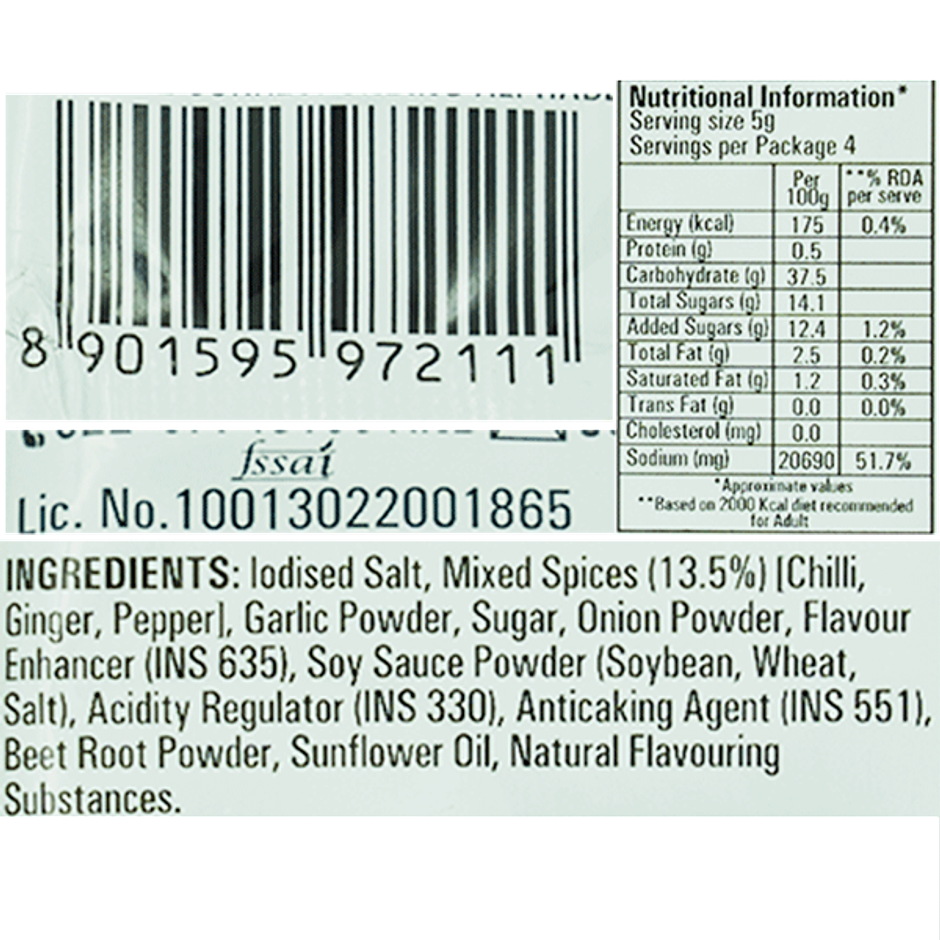 8 901595 972111
fssai
Lic. No.10013022001865
Nutritional Information*
Serving size 5g
Servings per Package 4
Per 100g **% RDA per serve
Energy (kcal) 175 0.4%
Protein (g) 0.5
Carbohydrate (g) 37.5
Total Sugars (g) 14.1
Added Sugars (g) 12.4 1.2%
Total Fat (g) 2.5 0.2%
Saturated Fat (g) 1.2 0.3%
Trans Fat (g) 0.0 0.0%
Cholesterol (mg) 0.0
Sodium (mg) 20690 51.7%
*Approximate values
**Based on 2000 Kcal diet recommended
for Adult
INGREDIENTS: Iodised Salt, Mixed Spices (13.5%) [Chilli,
Ginger, Pepper], Garlic Powder, Sugar, Onion Powder, Flavour
Enhancer (INS 635), Soy Sauce Powder (Soybean, Wheat,
Salt), Acidity Regulator (INS 330), Anticaking Agent (INS 551),
Beet Root Powder, Sunflower Oil, Natural Flavouring
Substances.